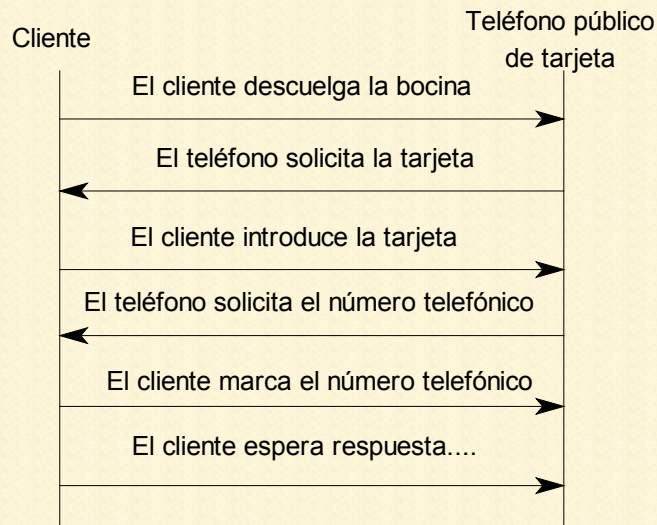 Cliente
Teléfono público
de tarjeta
El cliente descuelga la bocina
El teléfono solicita la tarjeta
El cliente introduce la tarjeta
El teléfono solicita el número telefónico
El cliente marca el número telefónico
El cliente espera respuesta....